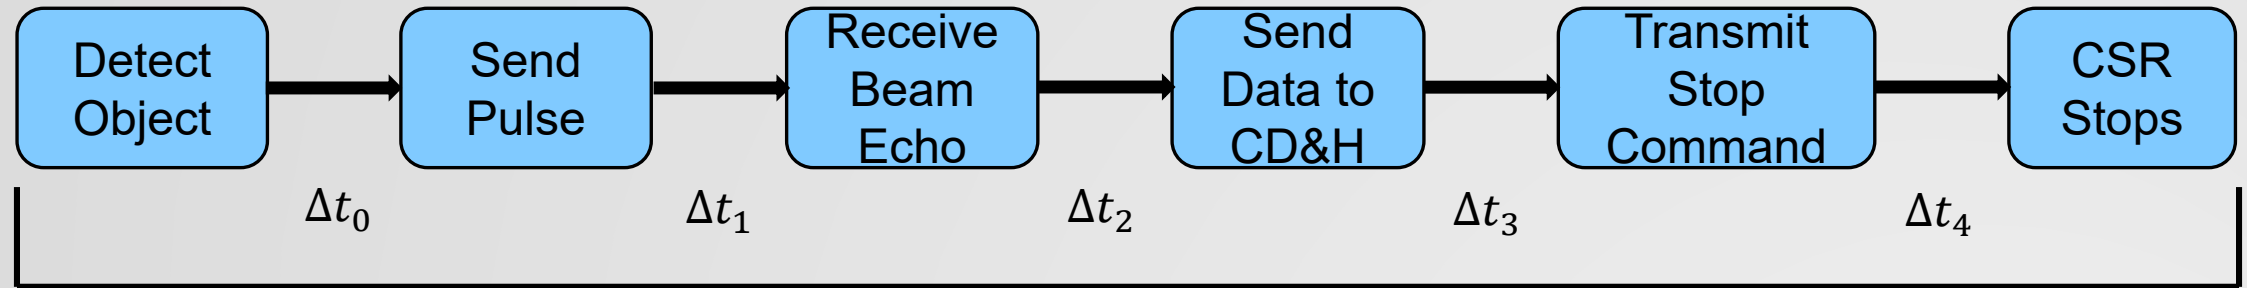 Detect
Object
Send
Pulse
Receive
Beam
Echo
Send
Data to
CD&H
Transmit
Stop
Command
CSR
Stops
Δt₀
Δt₁
Δt₂
Δt₃
Δt₄